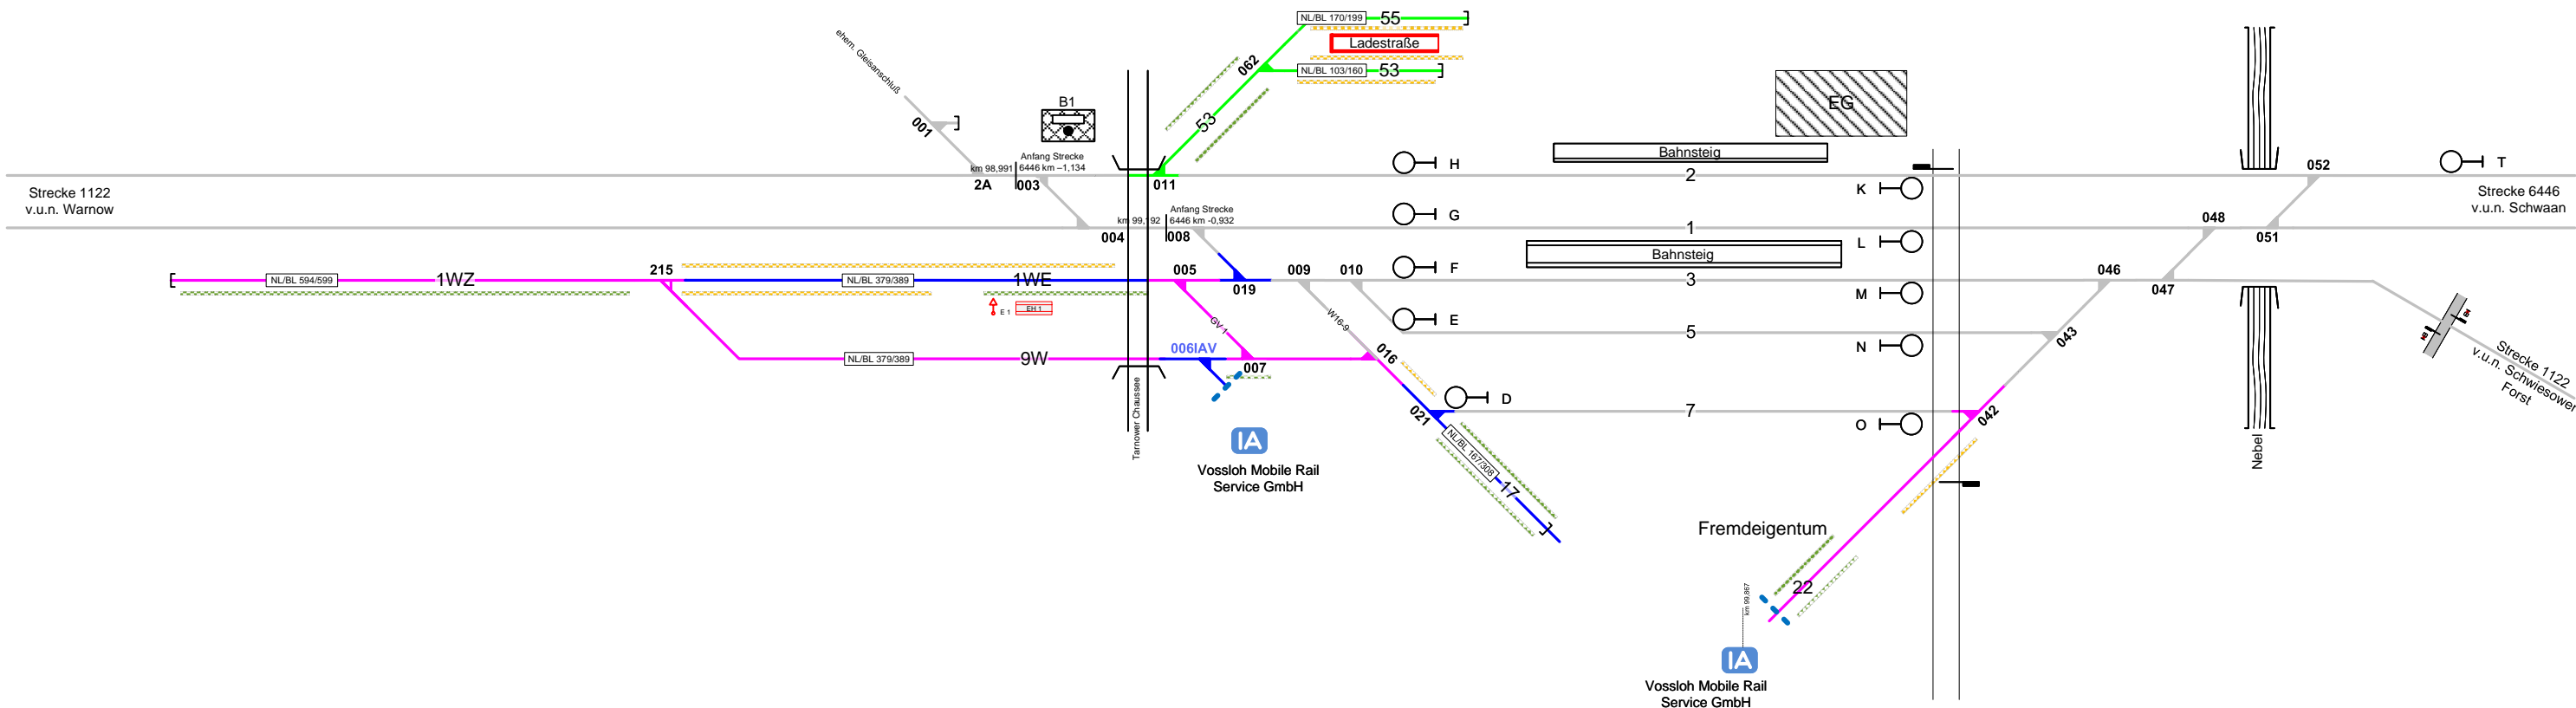 NL/BL 170/199
55
Ladestraße
NL/BL 103/160
53
062
53
ehem. Gleisanschluß
001
B1
EG
Anfang Strecke
km 98,991
6446 km –1,134
2A
003
011
H
Bahnsteig
2
K
052
T
Strecke 1122
v.u.n. Warnow
Strecke 6446
v.u.n. Schwaan
Anfang Strecke
km 99,192
6446 km -0,932
004
008
G
1
L
048
051
Bahnsteig
215
NL/BL 594/599
1WZ
NL/BL 379/389
1WE
005
019
009
010
F
3
M
046
047
E 1
EH 1
GV 1
W16-9
E
5
N
043
NL/BL 379/389
9W
006IAV
007
016
D
021
7
O
042
Tarnower Chaussee
IA
Vossloh Mobile Rail
Service GmbH
NL/BL 167/308
17
Nebel
Strecke 1122
v.u.n. Schwiesower
Forst
Fremdeigentum
22
km 99,867
IA
Vossloh Mobile Rail
Service GmbH